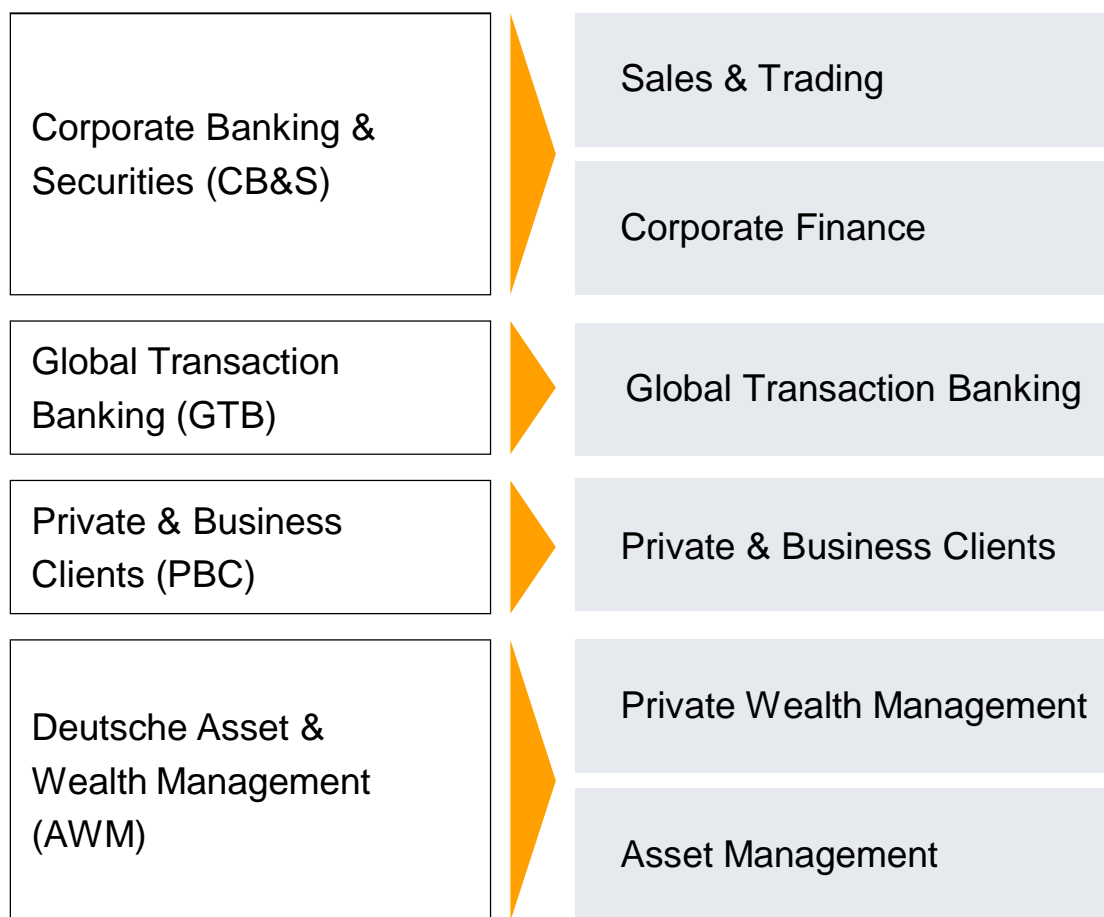 Corporate Banking &
Securities (CB&S)
Sales & Trading
Corporate Finance
Global Transaction
Banking (GTB)
Global Transaction Banking
Private & Business
Clients (PBC)
Private & Business Clients
Deutsche Asset &
Wealth Management
(AWM)
Private Wealth Management
Asset Management